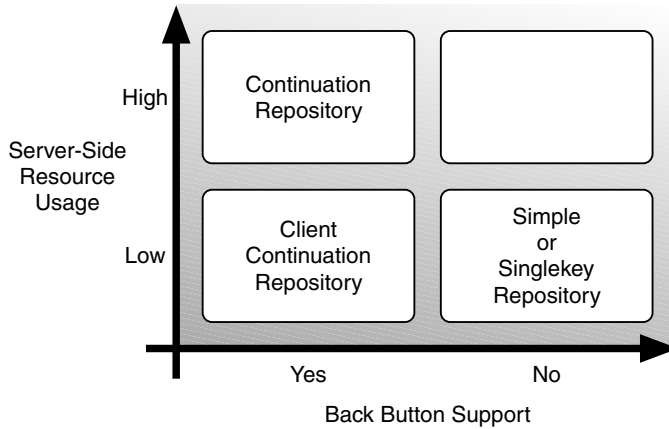 High
Continuation
Repository
Server-Side
Resource
Usage
Low
Client
Continuation
Repository
Simple
or
Singlekey
Repository
Yes
No
Back Button Support